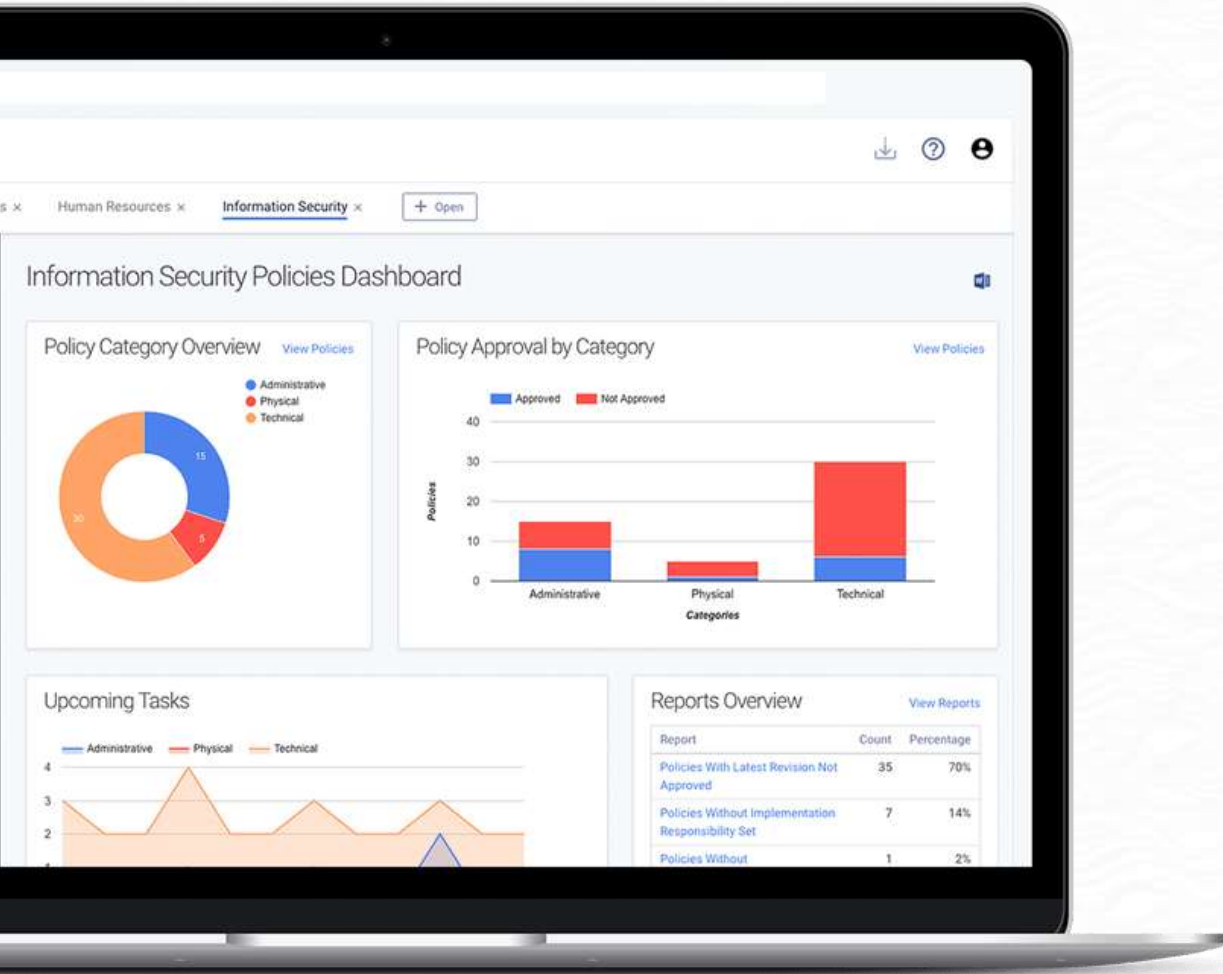 s ×
Human Resources ×
Information Security ×
+ Open
Information Security Policies Dashboard
Policy Category Overview
View Policies
Administrative
Physical
Technical
15
30
5
Policy Approval by Category
View Policies
Approved
Not Approved
40
30
20
10
0
Policies
Administrative
Physical
Technical
Categories
Upcoming Tasks
Administrative
Physical
Technical
4
3
2
Reports Overview
View Reports
Report Count Percentage
Policies With Latest Revision Not 35 70%
Approved
Policies Without Implementation 7 14%
Responsibility Set
Policies Without 1 2%